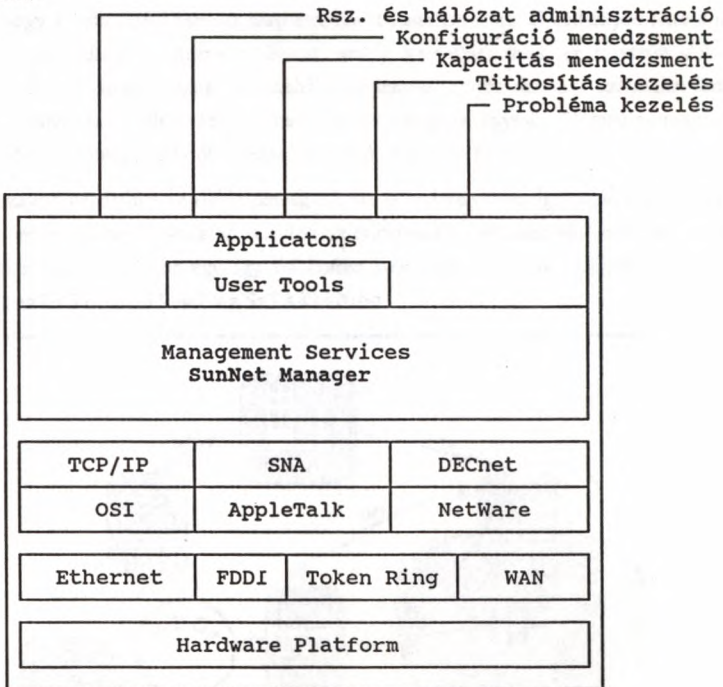 Rsz. és hálózat adminisztráció
Konfiguráció menedzsment
Kapacitás menedzsment
Titkosítás kezelés
Probléma kezelés
Applicatons
User Tools
Management Services
SunNet Manager
TCP/IP SNA DECnet
OSI AppleTalk NetWare
Ethernet FDDI Token Ring WAN
Hardware Platform